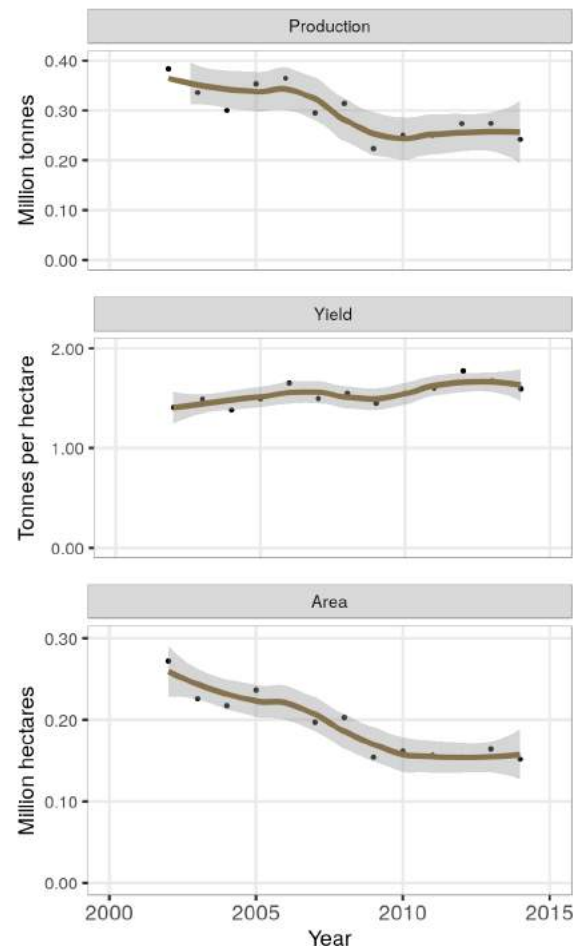 Production
0.40
0.30
0.20
0.10
0.00
Million tonnes
Yield
2.00
1.00
0.00
Tonnes per hectare
Area
0.30
0.20
0.10
0.00
Million hectares
2000 2005 2010 2015
Year